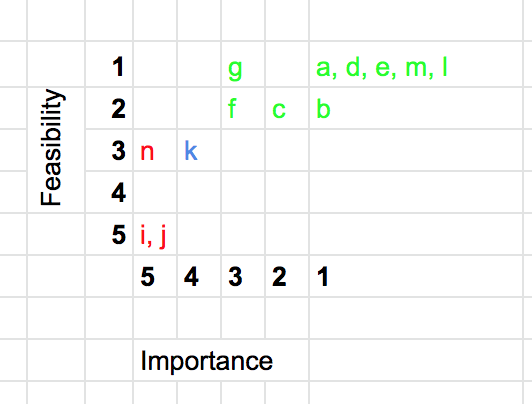 1 g a, d, e, m, l
2 f c b
Feasibility
3 n k
4
5 i, j
5 4 3 2 1
Importance